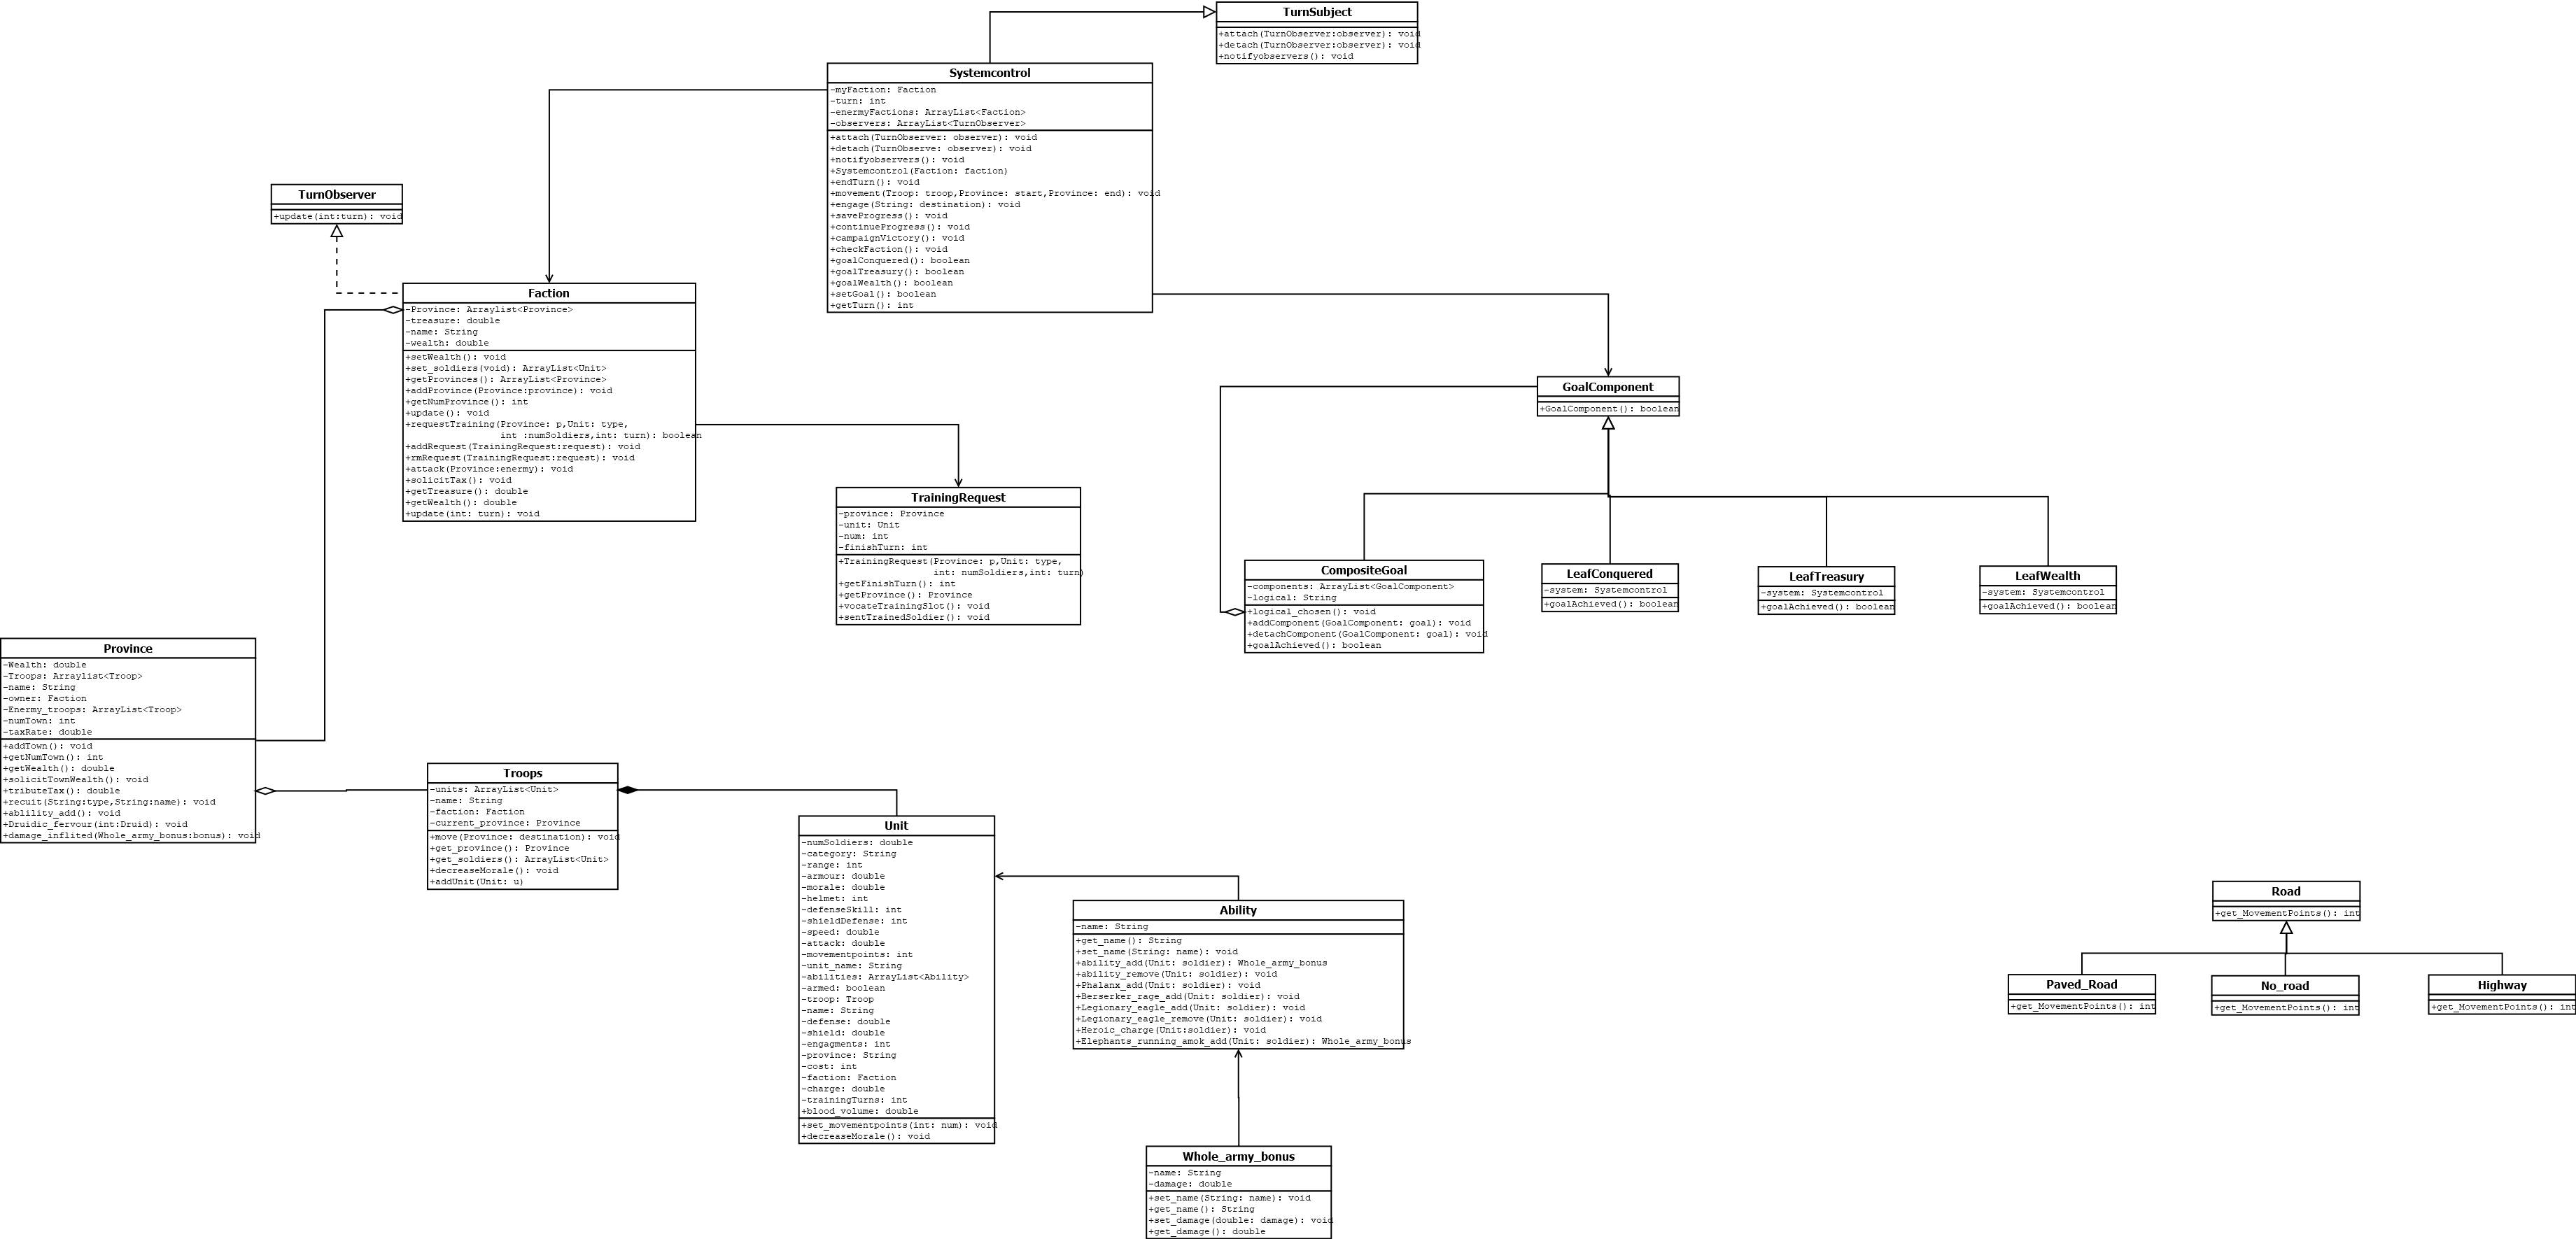 TurnSubject
+attach(TurnObserver:observer): void
+detach(TurnObserver:observer): void
+notifyobservers(): void
Systemcontrol
-myFaction: Faction
-turn: int
-enermyFactions: ArrayList<Faction>
-observers: ArrayList<TurnObserver>
+attach(TurnObserver: observer): void
+detach(TurnObserve: observer): void
+notifyobservers(): void
+Systemcontrol(Faction: faction)
+endTurn(): void
+movement(Troop: troop,Province: start,Province: end): void
+engage(String: destination): void
+saveProgress(): void
+continueProgress(): void
+campaignVictory(): void
+checkFaction(): void
+goalConquered(): boolean
+goalTreasury(): boolean
+goalWealth(): boolean
+setGoal(): boolean
+getTurn(): int
TurnObserver
+update(int:turn): void
Faction
-Province: Arraylist<Province>
-treasure: double
-name: String
-wealth: double
+setWealth(): void
+set_soldiers(void): ArrayList<Unit>
+getProvinces(): ArrayList<Province>
+addProvince(Province:province): void
+getNumProvince(): int
+update(): void
+requestTraining(Province: p,Unit: type,
int :numSoldiers,int: turn): boolean
+addRequest(TrainingRequest:request): void
+rmRequest(TrainingRequest:request): void
+attack(Province:enermy): void
+solicitTax(): void
+getTreasure(): double
+getWealth(): double
+update(int: turn): void
GoalComponent
+GoalComponent(): boolean
TrainingRequest
-province: Province
-unit: Unit
-num: int
-finishTurn: int
+TrainingRequest(Province: p,Unit: type,
int: numSoldiers,int: turn)
+getFinishTurn(): int
+getProvince(): Province
+vocateTrainingSlot(): void
+sentTrainedSoldier(): void
CompositeGoal
-components: ArrayList<GoalComponent>
-logical: String
+logical_chosen(): void
+addComponent(GoalComponent: goal): void
+detachComponent(GoalComponent: goal): void
+goalAchieved(): boolean
LeafConquered
-system: Systemcontrol
+goalAchieved(): boolean
LeafTreasury
-system: Systemcontrol
+goalAchieved(): boolean
LeafWealth
-system: Systemcontrol
+goalAchieved(): boolean
Province
-Wealth: double
-Troops: Arraylist<Troop>
-name: String
-owner: Faction
-Enermy_troops: ArrayList<Troop>
-numTown: int
-taxRate: double
+addTown(): void
+getNumTown(): int
+getWealth(): double
+solicitTownWealth(): void
+tributeTax(): double
+recuit(String:type,String:name): void
+ablility_add(): void
+Druidic_fervour(int:Druid): void
+damage_inflited(Whole_army_bonus:bonus): void
Troops
-units: ArrayList<Unit>
-name: String
-faction: Faction
-current_province: Province
+move(Province: destination): void
+get_province(): Province
+get_soldiers(): ArrayList<Unit>
+decreaseMorale(): void
+addUnit(Unit: u)
Unit
-numSoldiers: double
-category: String
-range: int
-armour: double
-morale: double
-helmet: int
-defenseSkill: int
-shieldDefense: int
-speed: double
-attack: double
-movementpoints: int
-unit_name: String
-abilities: ArrayList<Ability>
-armed: boolean
-troop: Troop
-name: String
-defense: double
-shield: double
-engagments: int
-province: String
-cost: int
-faction: Faction
-charge: double
-trainingTurns: int
+blood_volume: double
+set_movementpoints(int: num): void
+decreaseMorale(): void
Ability
-name: String
+get_name(): String
+set_name(String: name): void
+ability_add(Unit: soldier): Whole_army_bonus
+ability_remove(Unit: soldier): void
+Phalanx_add(Unit: soldier): void
+Berserker_rage_add(Unit: soldier): void
+Legionary_eagle_add(Unit: soldier): void
+Legionary_eagle_remove(Unit: soldier): void
+Heroic_charge(Unit:soldier): void
+Elephants_running_amok_add(Unit: soldier): Whole_army_bonus
Whole_army_bonus
-name: String
-damage: double
+set_name(String: name): void
+get_name(): String
+set_damage(double: damage): void
+get_damage(): double
Road
+get_MovementPoints(): int
Paved_Road
+get_MovementPoints(): int
No_road
+get_MovementPoints(): int
Highway
+get_MovementPoints(): int